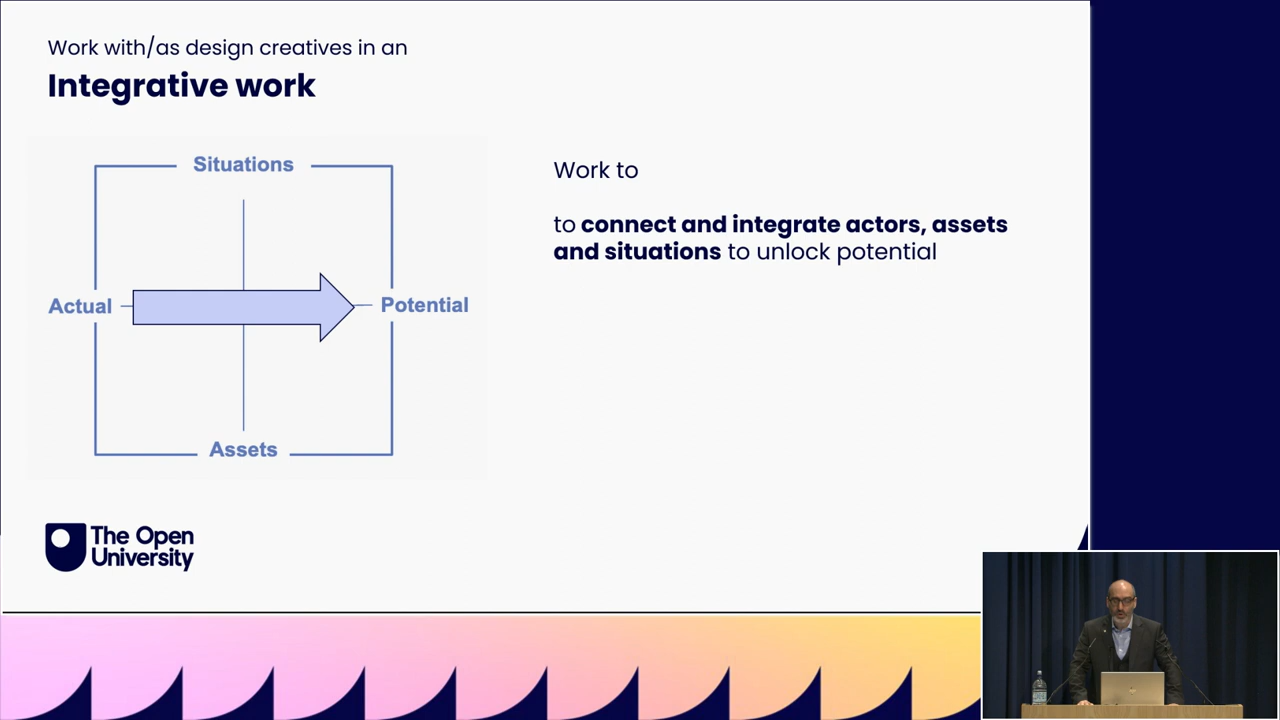 Work with/as design creatives in an
Integrative work
Situations
Actual
Potential
Assets
Work to
to connect and integrate actors, assets
and situations to unlock potential
The Open
University